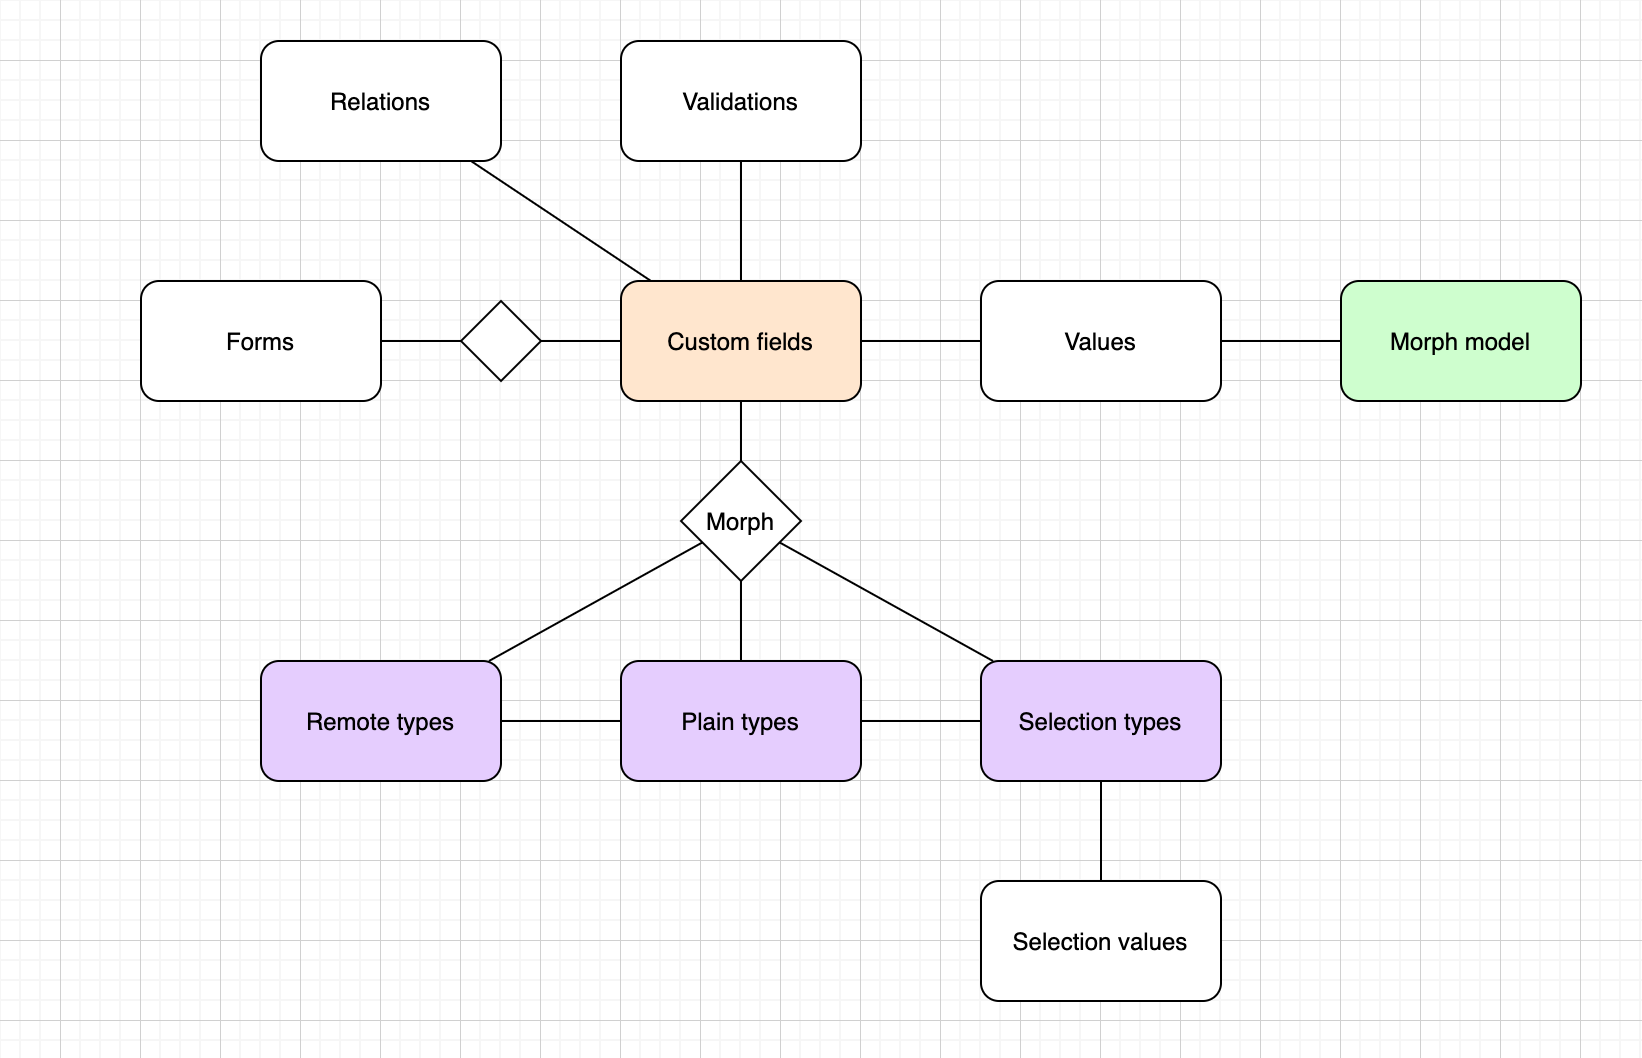 Relations
Validations
Forms
Custom fields
Values
Morph model
Morph
Remote types
Plain types
Selection types
Selection values